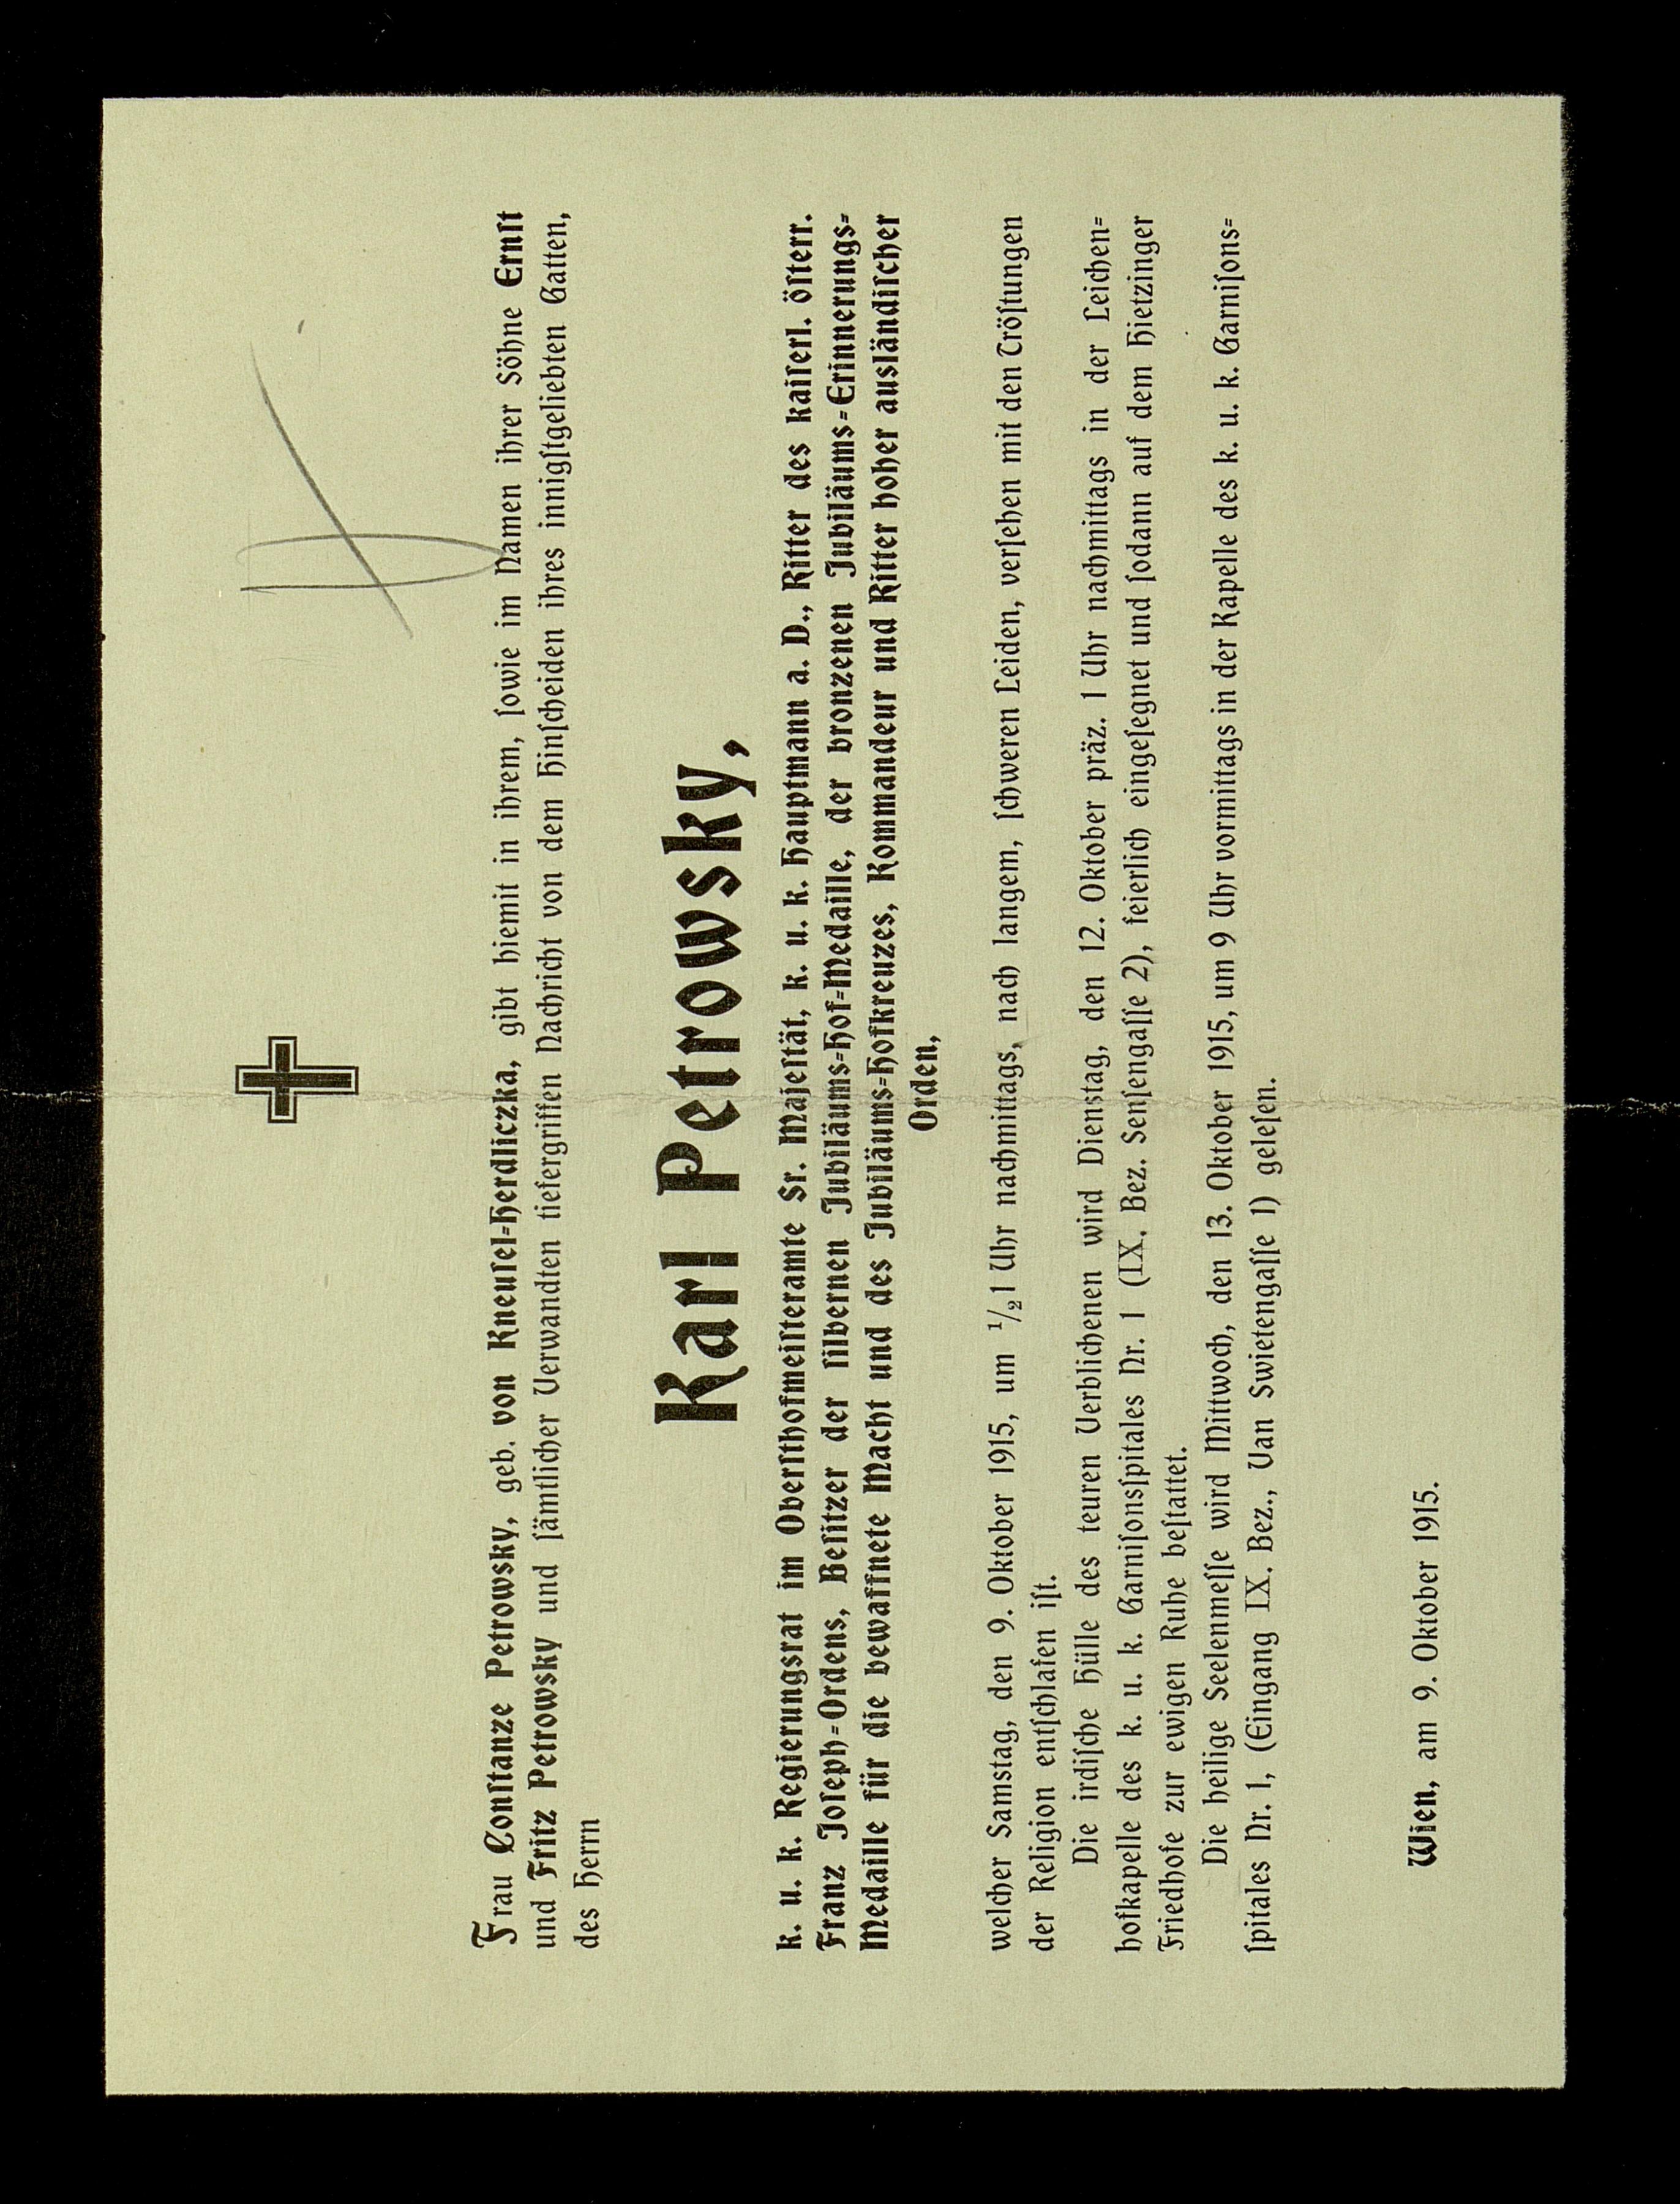 Frau Conſtanze Petrowsky, geb. von Kneuſel-Herdliczka, gibt hiemit in ihrem, ſowie im Namen ihrer Söhne Ernſt
und Fritz Petrowsky und ſämtlicher Verwandten tiefergriffen Nachricht von dem Hinſcheiden ihres innigſtgeliebten Gatten,
des Herrn
Karl Petrowsky,
k. u. k. Regierungsrat im Oberſthofmeiſteramte Sr. Majeſtät, k. u. k. Hauptmann a. D., Ritter des kaiſerl. öſterr.
Franz Joſeph-Ordens, Beſitzer der ſilbernen Jubiläums-Hof-Medaille, der bronzenen Jubiläums-Erinnerungs-
Medaille für die bewaffnete Macht und des Jubiläums-Hofkreuzes, Kommandeur und Ritter hoher ausländiſcher
Orden,
welcher Samstag, den 9. Oktober 1915, um 1/2 1 Uhr nachmittags, nach langem, ſchweren Leiden, verſehen mit den Tröſtungen
der Religion entſchlafen iſt.
Die irdiſche Hülle des teuren Verblichenen wird Dienstag, den 12. Oktober präz. 1 Uhr nachmittags in der Leichen-
hofkapelle des k. u. k. Garniſonsſpitales Nr. 1 (IX. Bez. Senſengaſſe 2), feierlich eingeſegnet und ſodann auf dem Hietzinger
Friedhofe zur ewigen Ruhe beſtattet.
Die heilige Seelenmeſſe wird Mittwoch, den 13. Oktober 1915, um 9 Uhr vormittags in der Kapelle des k. u. k. Garniſons-
ſpitales Nr. 1, (Eingang IX. Bez., Van Swietengaſſe 1) geleſen.
Wien, am 9. Oktober 1915.